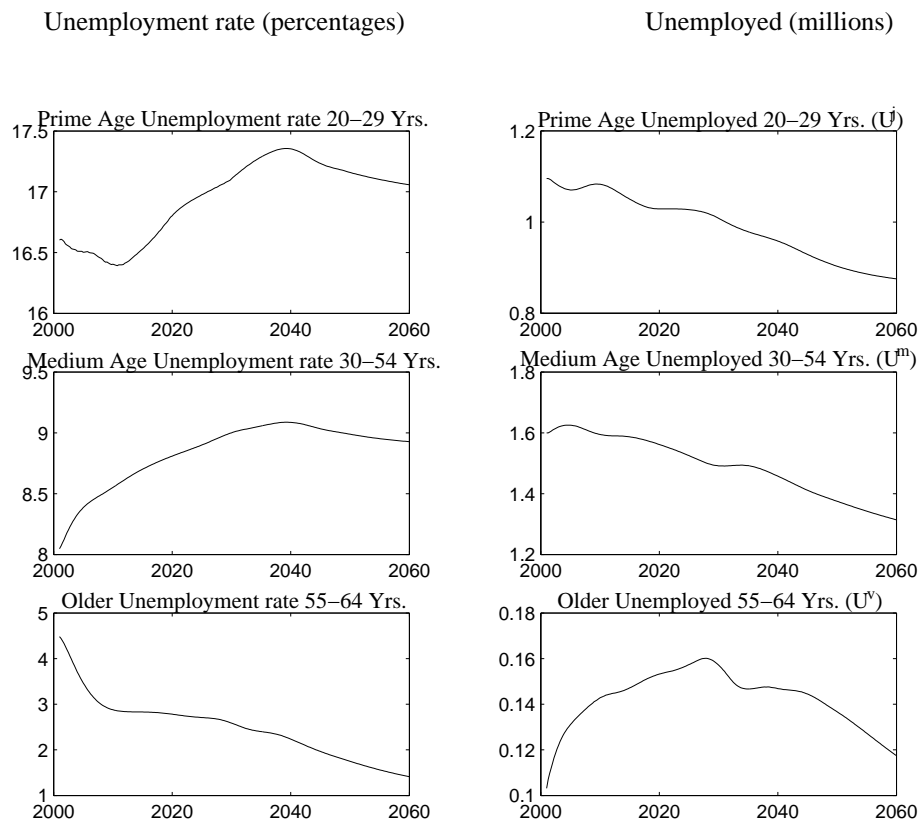 Unemployment rate (percentages)
Unemployed (millions)
Prime Age Unemployment rate 20−29 Yrs.
17.5
17
16.5
16
2000 2020 2040 2060
Prime Age Unemployed 20−29 Yrs. (U^j)
1.2
1
0.8
2000 2020 2040 2060
Medium Age Unemployment rate 30−54 Yrs.
9.5
9
8.5
8
2000 2020 2040 2060
Medium Age Unemployed 30−54 Yrs. (U^m)
1.8
1.6
1.4
1.2
2000 2020 2040 2060
Older Unemployment rate 55−64 Yrs.
5
4
3
2
1
2000 2020 2040 2060
Older Unemployed 55−64 Yrs. (U^v)
0.18
0.16
0.14
0.12
0.1
2000 2020 2040 2060